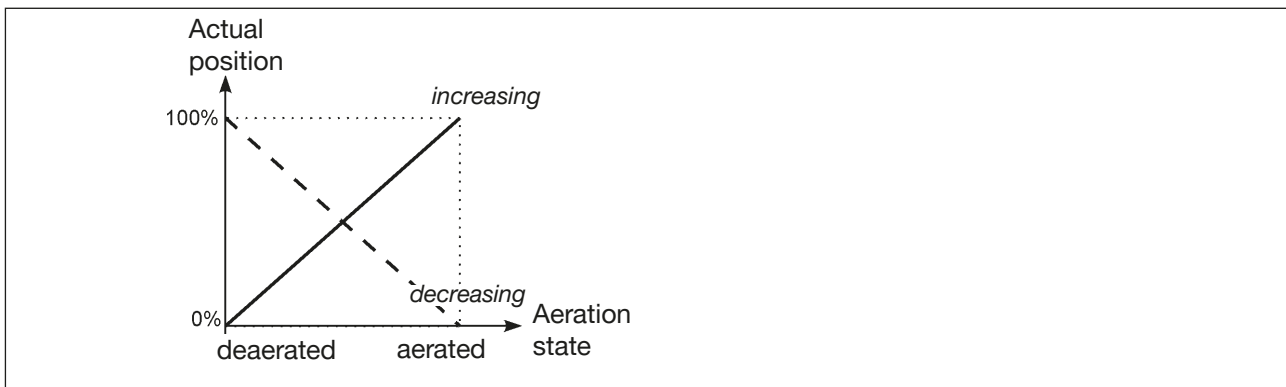 Actual
position
increasing
100%
decreasing
0%
Aeration
state
deaerated
aerated